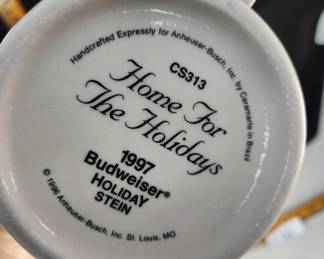 Handcrafted Expressly for Anheuser-Busch, Inc. by Ceramarte in Brazil
CS313
Home For
The Holidays
1997
Budweiser®
HOLIDAY
STEIN
© 1996 Anheuser-Busch, Inc. St. Louis, MO